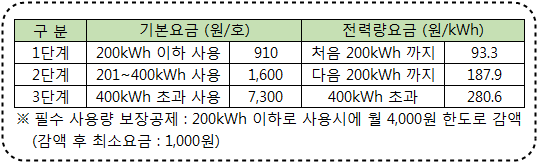 구 분 기본요금 (원/호) 전력량요금 (원/kWh)
1단계 200kWh 이하 사용 910 처음 200kWh 까지 93.3
2단계 201~400kWh 사용 1,600 다음 200kWh 까지 187.9
3단계 400kWh 초과 사용 7,300 400kWh 초과 280.6
※ 필수 사용량 보장공제 : 200kWh 이하로 사용시에 월 4,000원 한도로 감액
(감액 후 최소요금 : 1,000원)